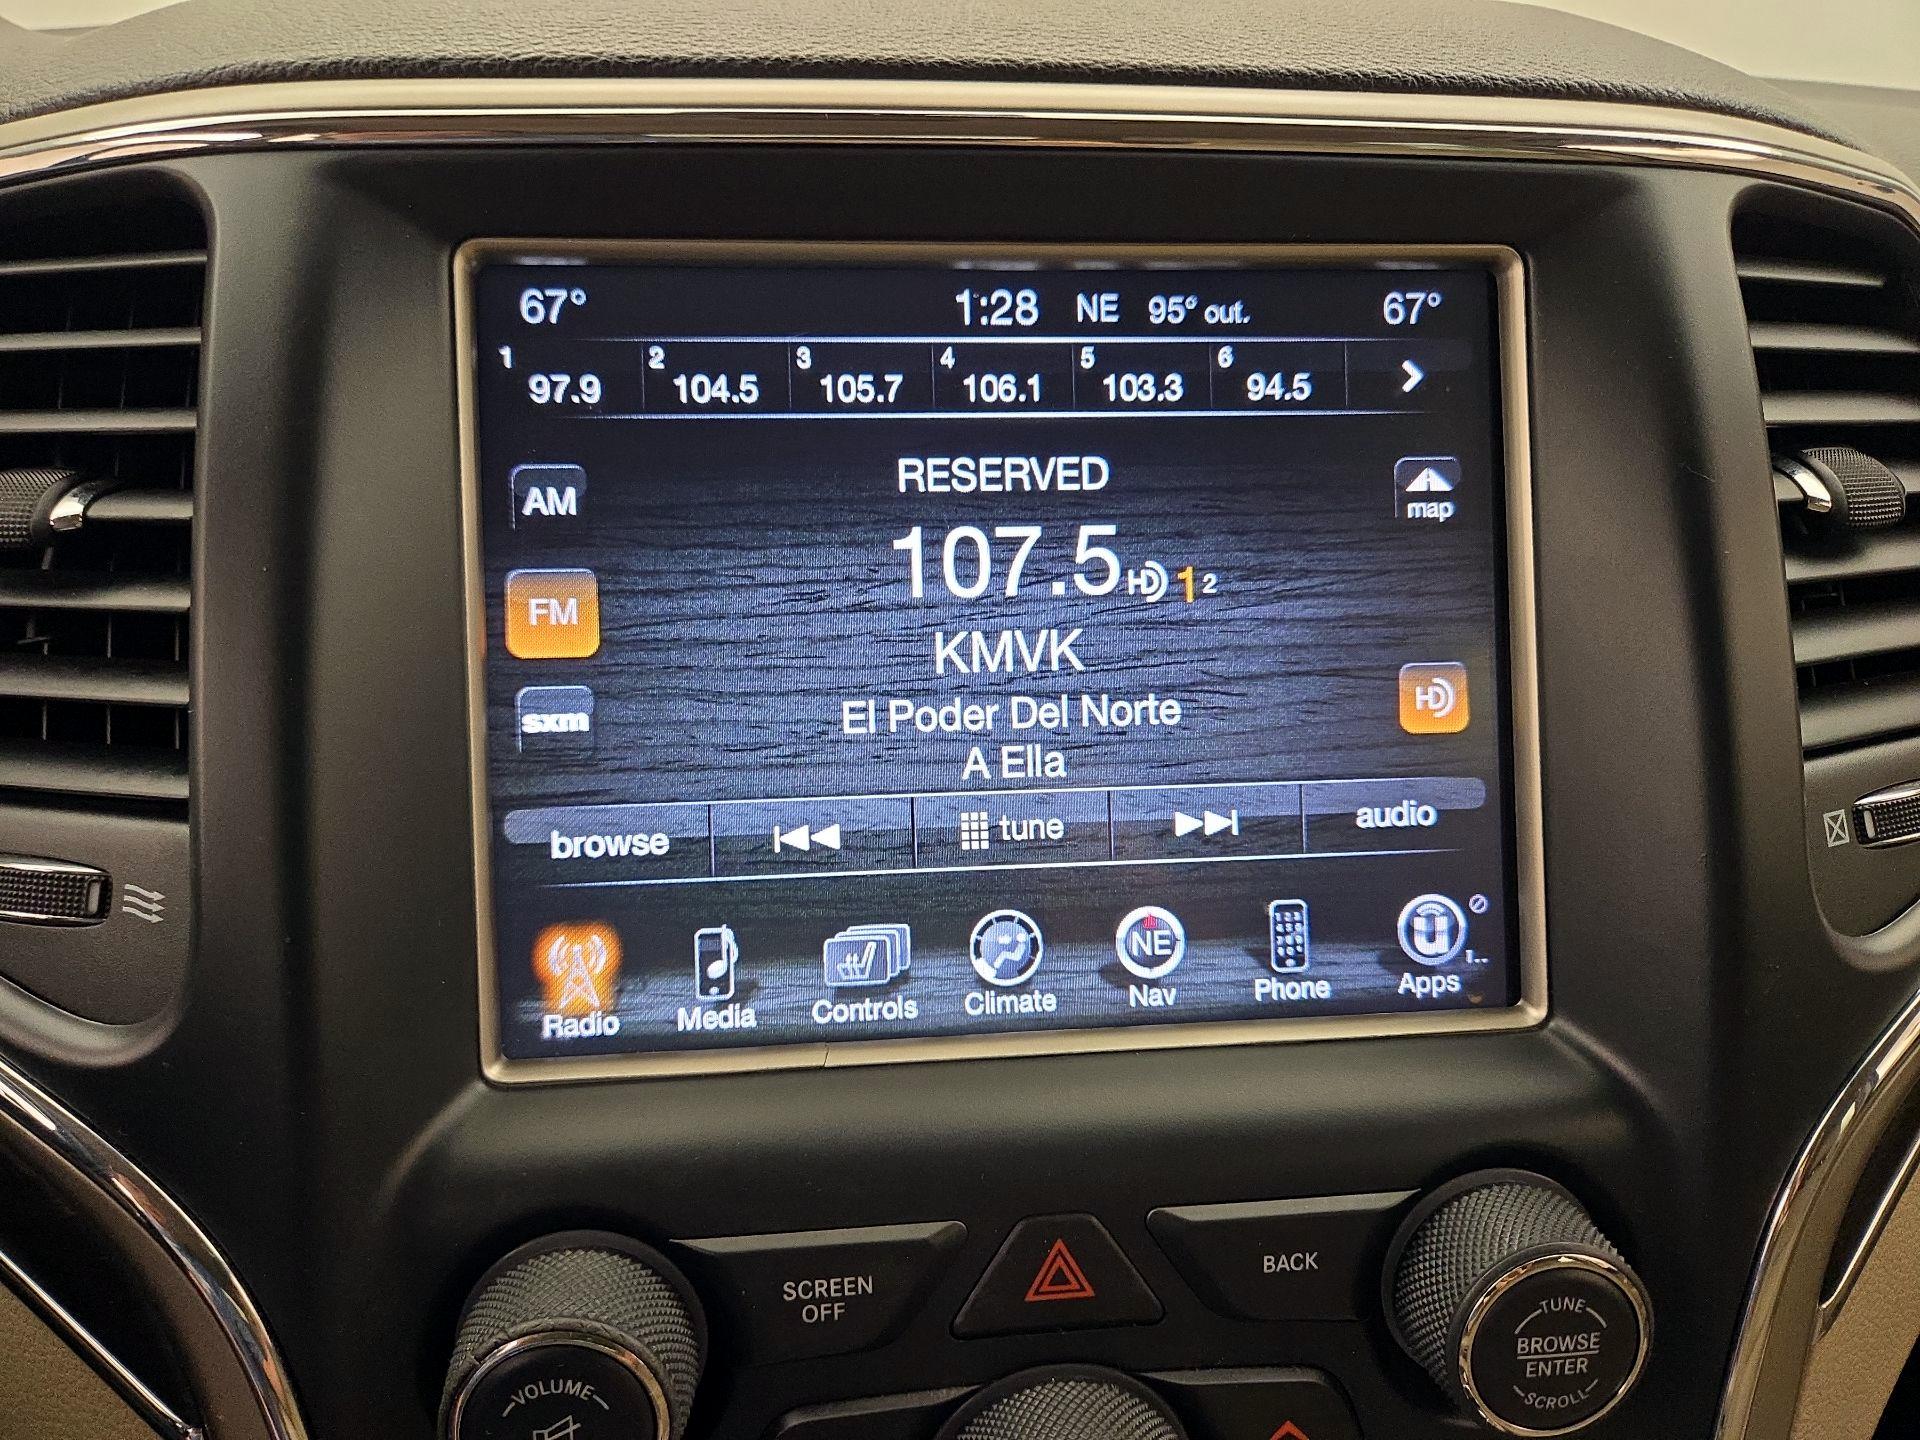 67° 1:28 NE 95° out. 67°
1 97.9 2 104.5 3 105.7 4 106.1 5 103.3 6 94.5
RESERVED
AM
map
107.5 HD 1 2
FM
KMVK
HD
sxm
El Poder Del Norte
A Ella
browse tune audio
NE
Radio Media Controls Climate Nav Phone Apps
SCREEN
OFF
BACK
VOLUME
TUNE
BROWSE
ENTER
SCROLL